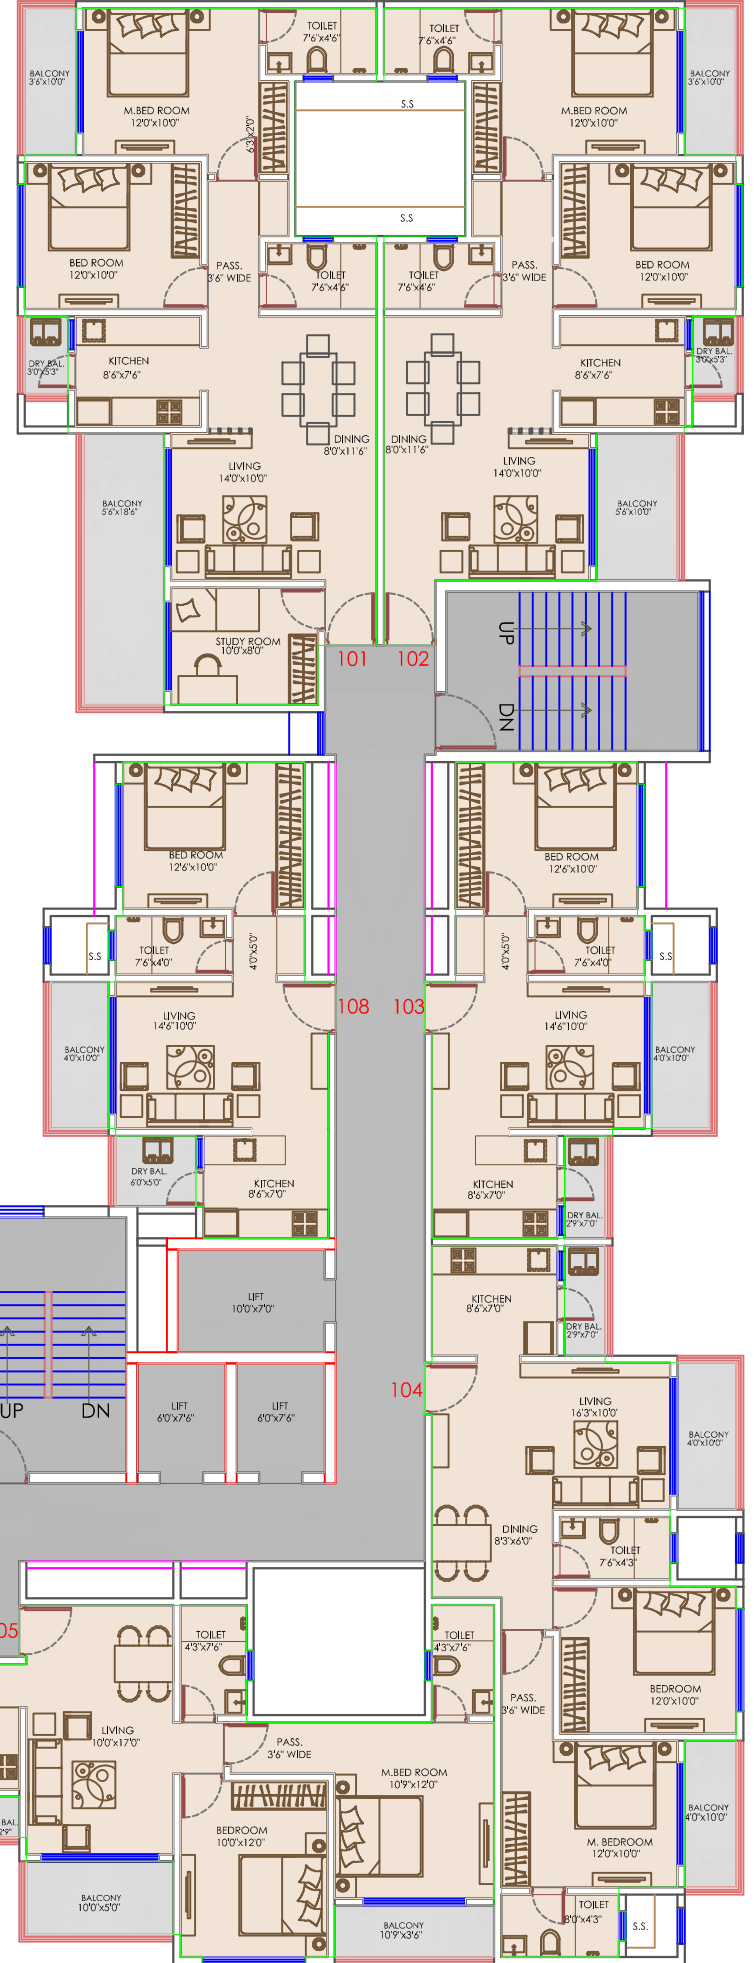 TOILET
7'6"x4'6"
TOILET
7'6"x4'6"
BALCONY
3'6"x10'0"
M.BED ROOM
12'0"x10'0"
S.S
M.BED ROOM
12'0"x10'0"
BALCONY
3'6"x10'0"
6'3"x2'0"
S.S
BED ROOM
12'0"x10'0"
PASS.
3'6" WIDE
TOILET
7'6"x4'6"
TOILET
7'6"x4'6"
PASS.
3'6" WIDE
BED ROOM
12'0"x10'0"
DRY BAL.
3'0"x5'3"
KITCHEN
8'6"x7'6"
KITCHEN
8'6"x7'6"
DRY BAL.
3'0"x5'3"
DINING
8'0"x11'6"
DINING
8'0"x11'6"
LIVING
14'0"x10'0"
LIVING
14'0"x10'0"
BALCONY
5'6"x18'6"
BALCONY
5'6"x10'0"
STUDY ROOM
10'0"x8'0"
UP
101
102
DN
BED ROOM
12'6"x10'0"
BED ROOM
12'6"x10'0"
S.S
TOILET
7'6"x4'0"
4'0"x5'0"
4'0"x5'0"
TOILET
7'6"x4'0"
S.S
108
103
LIVING
14'6"10'0"
LIVING
14'6"10'0"
BALCONY
4'0"x10'0"
BALCONY
4'0"x10'0"
DRY BAL.
6'0"x5'0"
KITCHEN
8'6"x7'0"
KITCHEN
8'6"x7'0"
DRY BAL.
2'9"x7'0"
LIFT
10'0"x7'0"
KITCHEN
8'6"x7'0"
DRY BAL.
2'9"x7'0"
104
UP
DN
LIFT
6'0"x7'6"
LIFT
6'0"x7'6"
LIVING
16'3"x10'0'
BALCONY
4'0"x10'0"
DINING
8'3"x6'0"
TOILET
7'6"x4'3"
05
TOILET
4'3"x7'6"
TOILET
4'3"x7'6"
LIVING
10'0"x17'0"
PASS.
3'6" WIDE
PASS.
3'6" WIDE
BEDROOM
12'0"x10'0"
M.BED ROOM
10'9"x12'0"
BAL.
2'9"
BEDROOM
10'0"x12'0"
M. BEDROOM
12'0"x10'0"
BALCONY
4'0"x10'0"
BALCONY
10'0"x5'0"
BALCONY
10'9"x3'6"
TOILET
8'0"x4'3"
S.S.